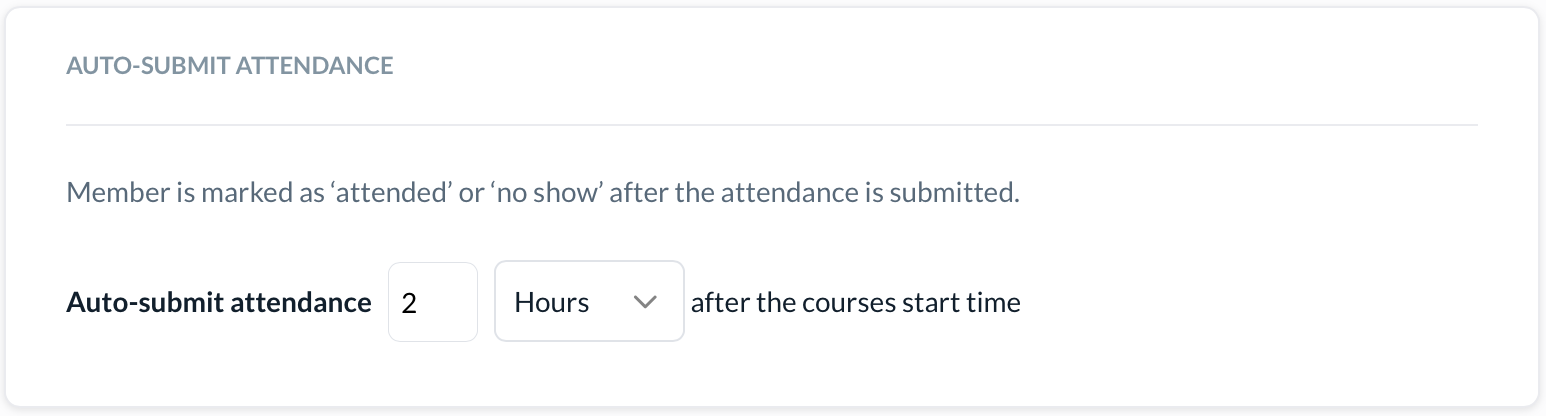 AUTO-SUBMIT ATTENDANCE
Member is marked as ‘attended’ or ‘no show’ after the attendance is submitted.
Auto-submit attendance 2 Hours after the courses start time